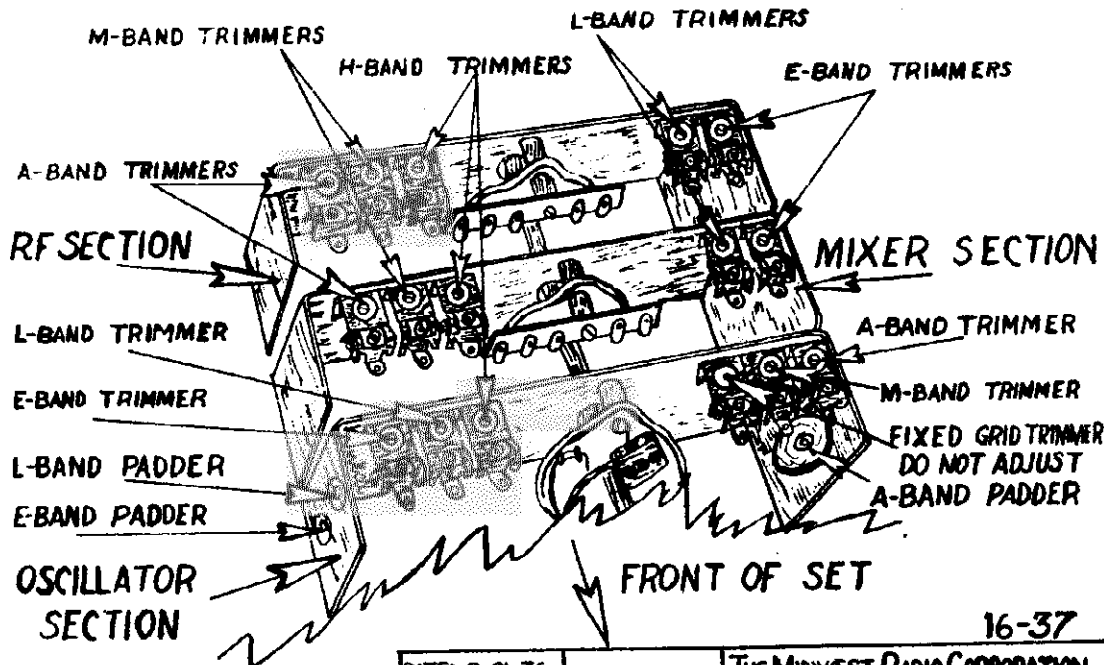 L-BAND TRIMMERS
M-BAND TRIMMERS
H-BAND TRIMMERS
E-BAND TRIMMERS
A-BAND TRIMMERS
RF SECTION
MIXER SECTION
L-BAND TRIMMER
A-BAND TRIMMER
E-BAND TRIMMER
M-BAND TRIMMER
L-BAND PADDER
FIXED GRID TRIMMER
DO NOT ADJUST
E-BAND PADDER
A-BAND PADDER
OSCILLATOR
SECTION
FRONT OF SET
16-37
THE MIDWEST RADIO CORPORATION